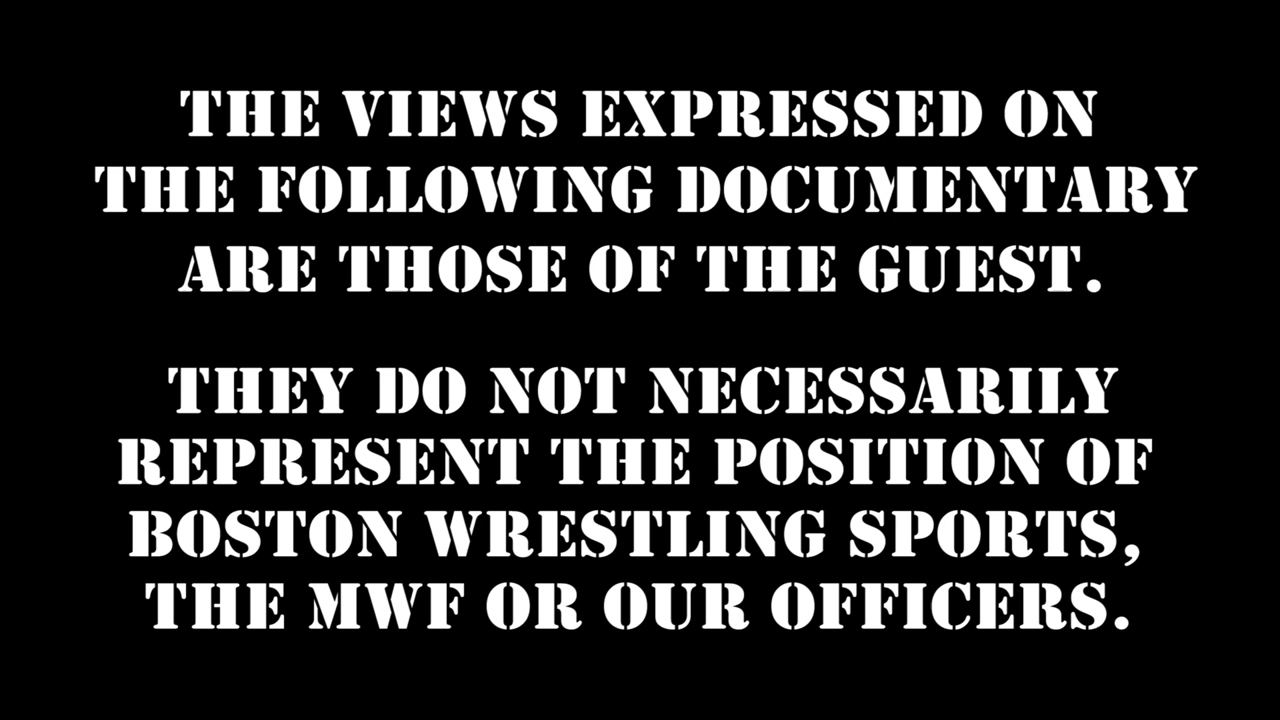 THE VIEWS EXPRESSED ON
THE FOLLOWING DOCUMENTARY
ARE THOSE OF THE GUEST.
THEY DO NOT NECESSARILY
REPRESENT THE POSITION OF
BOSTON WRESTLING SPORTS,
THE MWF OR OUR OFFICERS.